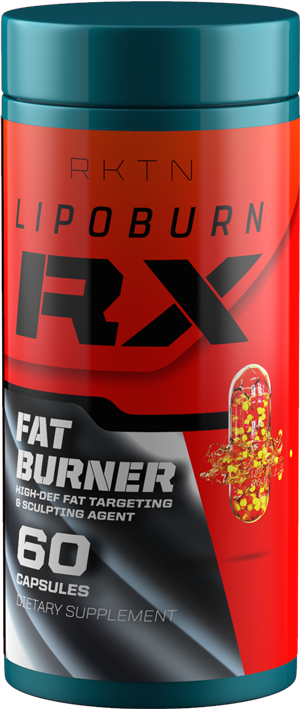 RKTN
LIPOBURN
RX
FAT
BURNER
HIGH-DEF FAT TARGETING
& SCULPTING AGENT
60
CAPSULES
DIETARY SUPPLEMENT